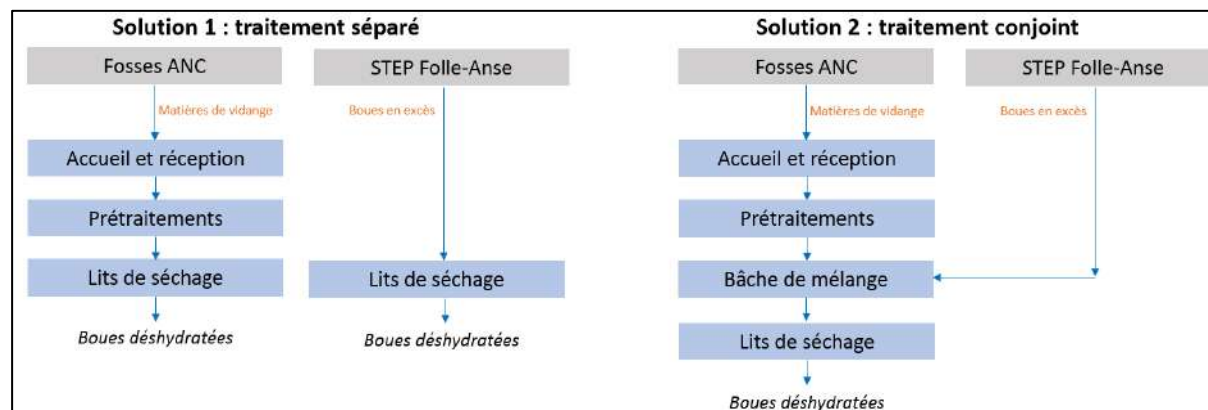 Solution 1 : traitement séparé
Fosses ANC
STEP Folle-Anse
Matières de vidange
Boues en excès
Accueil et réception
Prétraitements
Lits de séchage
Lits de séchage
Boues déshydratées
Boues déshydratées
Solution 2 : traitement conjoint
Fosses ANC
STEP Folle-Anse
Matières de vidange
Boues en excès
Accueil et réception
Prétraitements
Bâche de mélange
Lits de séchage
Boues déshydratées